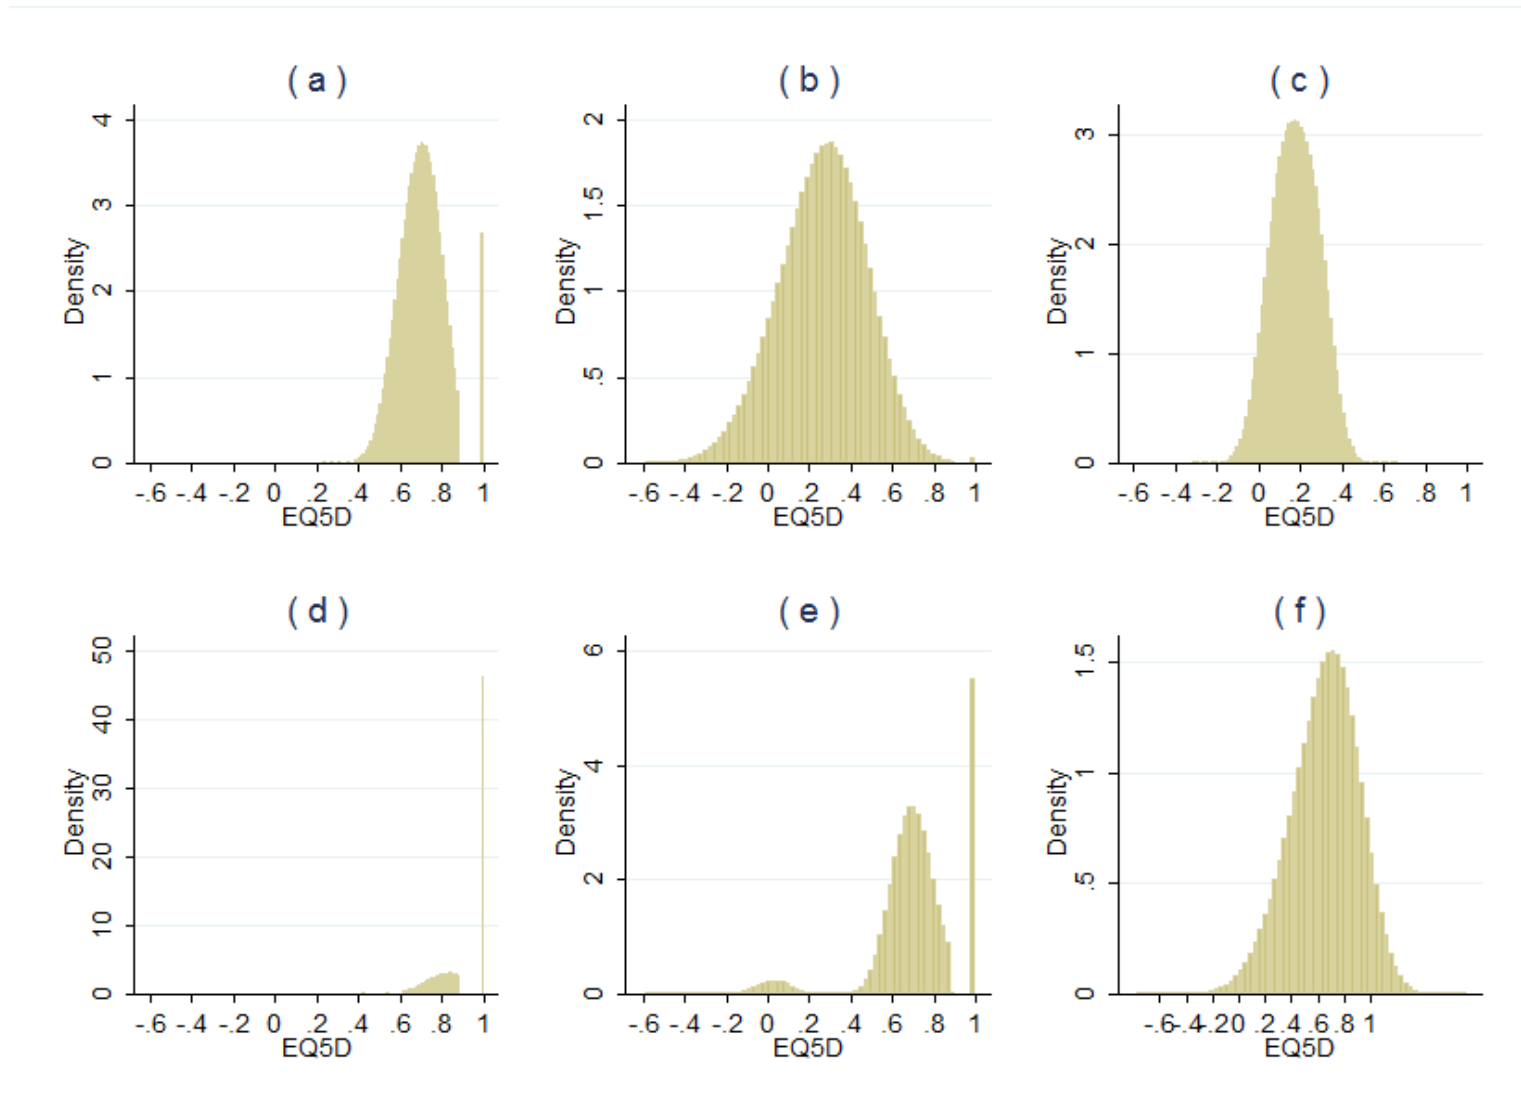 ( a )
4
3
2
1
0
Density
-.6 -.4 -.2 0 .2 .4 .6 .8 1
EQ5D
( b )
2
1.5
1
.5
0
Density
-.6 -.4 -.2 0 .2 .4 .6 .8 1
EQ5D
( c )
3
2
1
0
Density
-.6 -.4 -.2 0 .2 .4 .6 .8 1
EQ5D
( d )
50
40
30
20
10
0
Density
-.6 -.4 -.2 0 .2 .4 .6 .8 1
EQ5D
( e )
6
4
2
0
Density
-.6 -.4 -.2 0 .2 .4 .6 .8 1
EQ5D
( f )
1.5
1
.5
0
Density
-.6-.4-.20 .2 .4 .6 .8 1
EQ5D